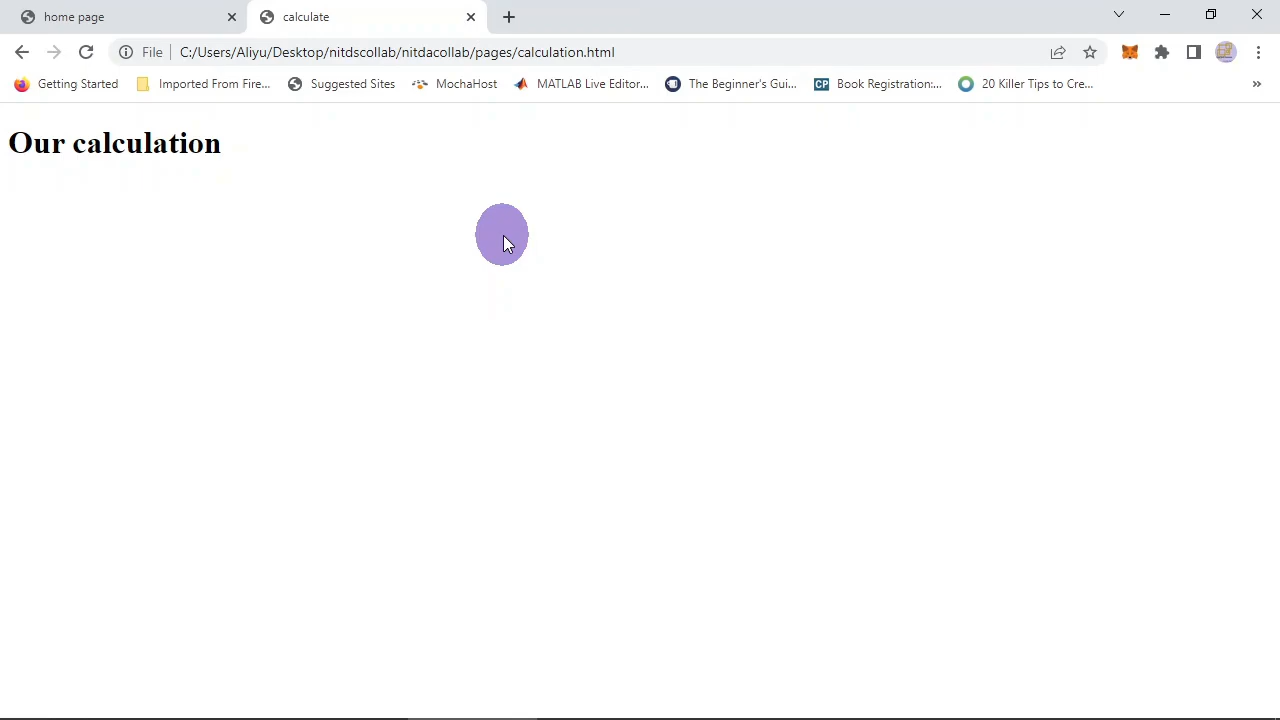 home page
calculate
File
C:/Users/Aliyu/Desktop/nitdscollab/nitdacollab/pages/calculation.html
Getting Started
Imported From Fire...
Suggested Sites
MochaHost
MATLAB Live Editor...
The Beginner's Gui...
CP
Book Registration:...
20 Killer Tips to Cre...
Our calculation